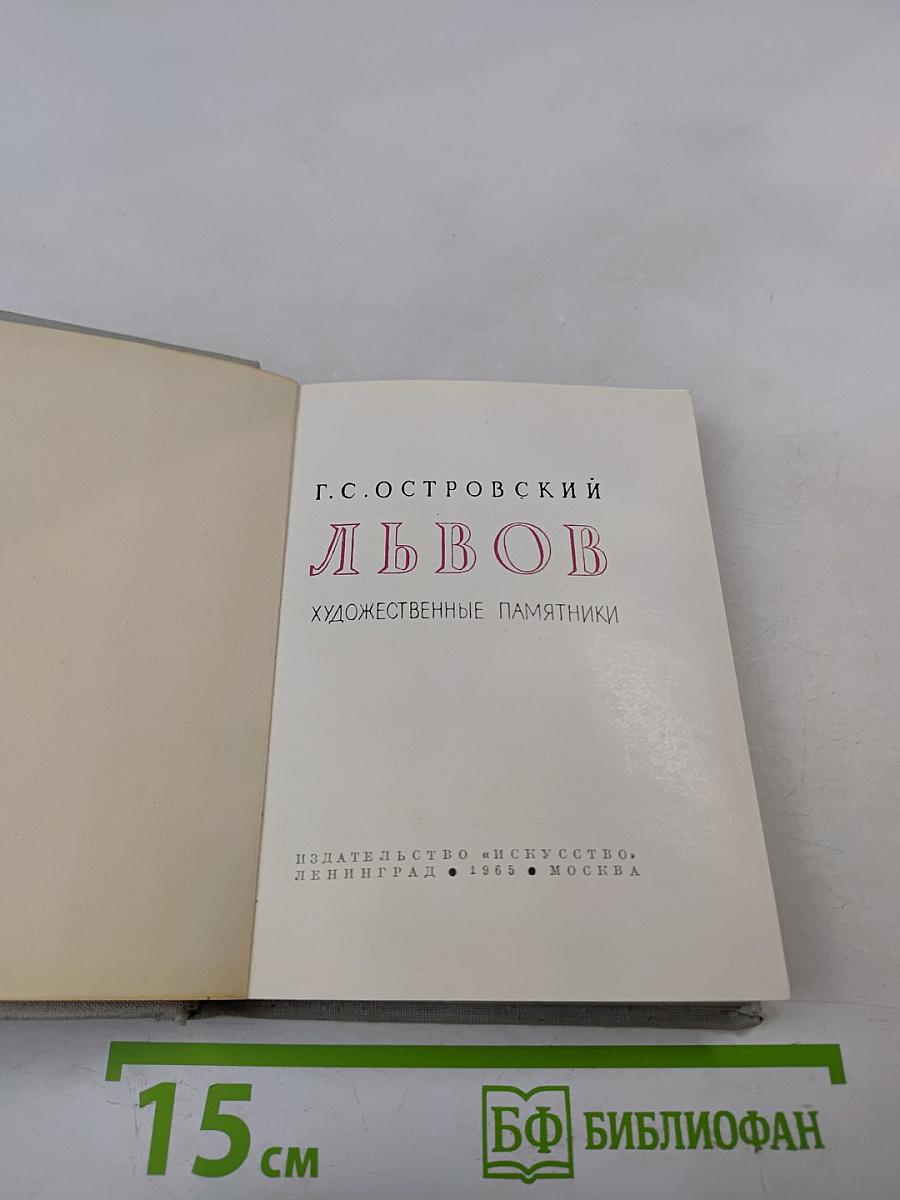 Г. С. ОСТРОВСКИЙ
ЛЬВОВ
ХУДОЖЕСТВЕННЫЕ ПАМЯТНИКИ
ИЗДАТЕЛЬСТВО «ИСКУССТВО»
ЛЕНИНГРАД • 1965 • МОСКВА
15 см
БФ БИБЛИОФАН